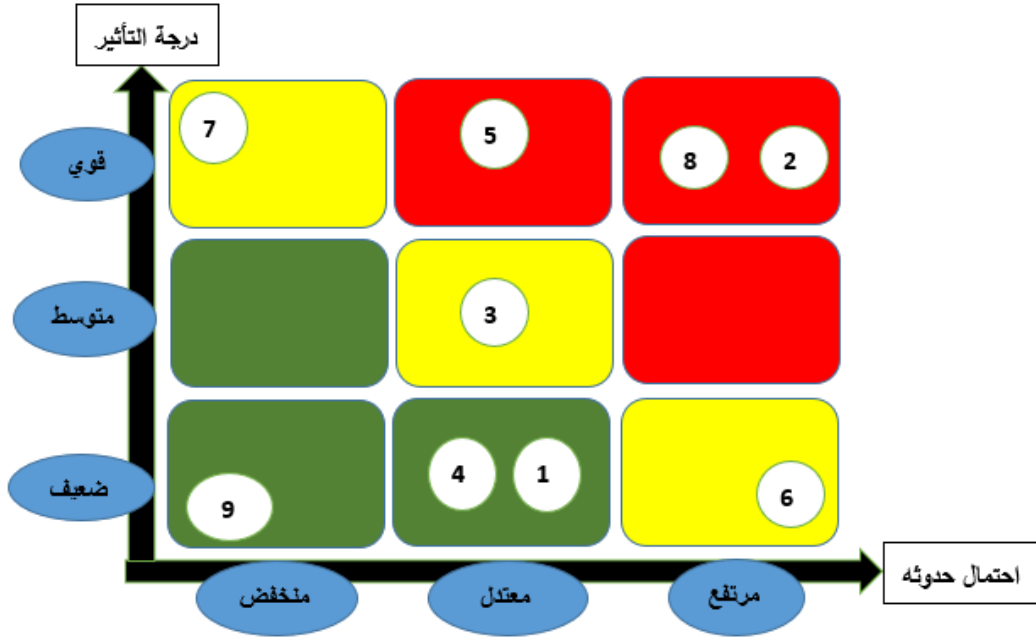 درجة التأثير
قوي
7
5
8
2
متوسط
3
ضعيف
9
4
1
6
منخفض
معتدل
مرتفع
احتمال حدوثه